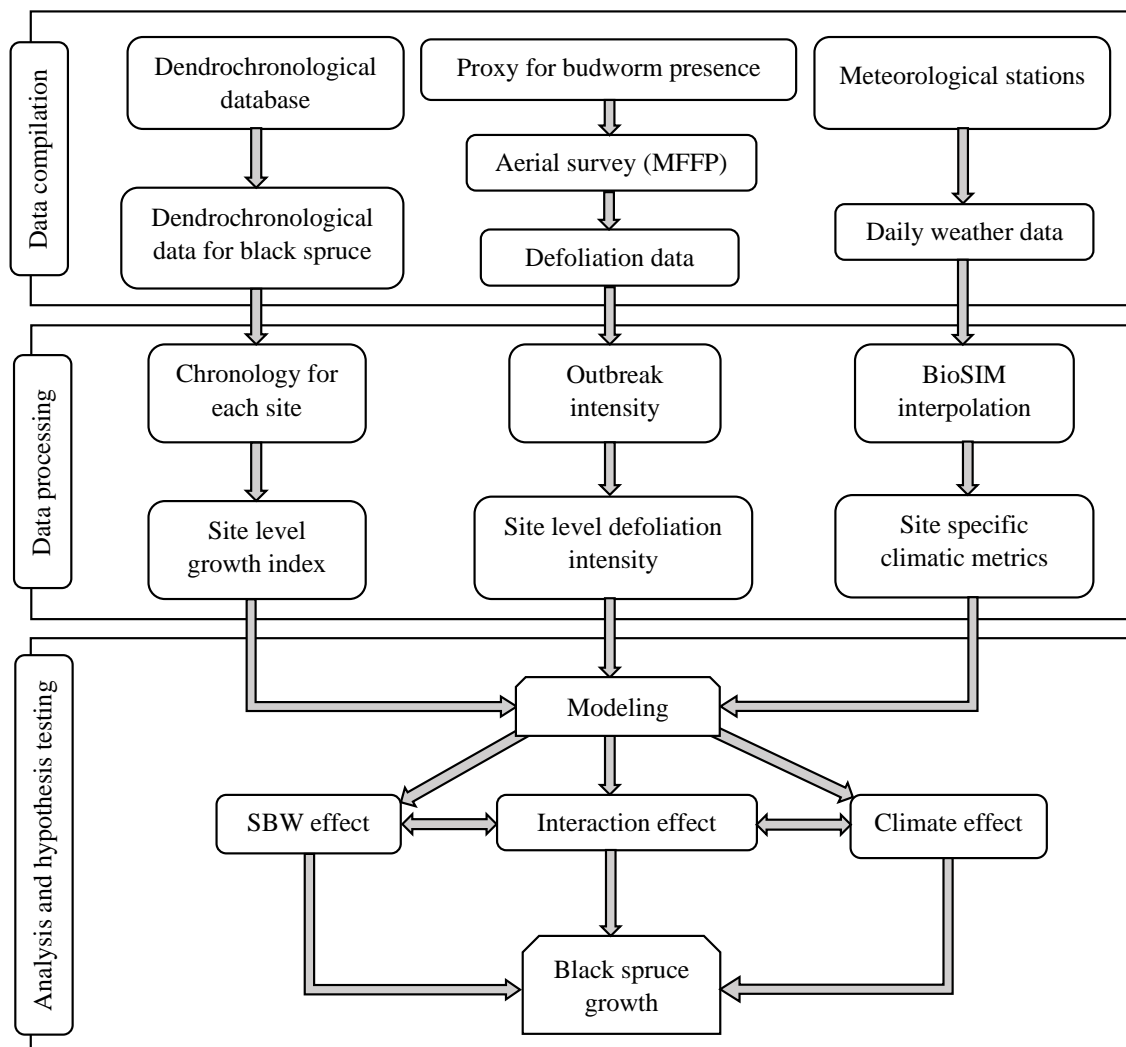 Data compilation
Dendrochronological
database
Proxy for budworm presence
Meteorological stations
Aerial survey (MFFP)
Dendrochronological
data for black spruce
Defoliation data
Daily weather data
Data processing
Chronology for
each site
Outbreak
intensity
BioSIM
interpolation
Site level
growth index
Site level defoliation
intensity
Site specific
climatic metrics
Analysis and hypothesis testing
Modeling
SBW effect
Interaction effect
Climate effect
Black spruce
growth